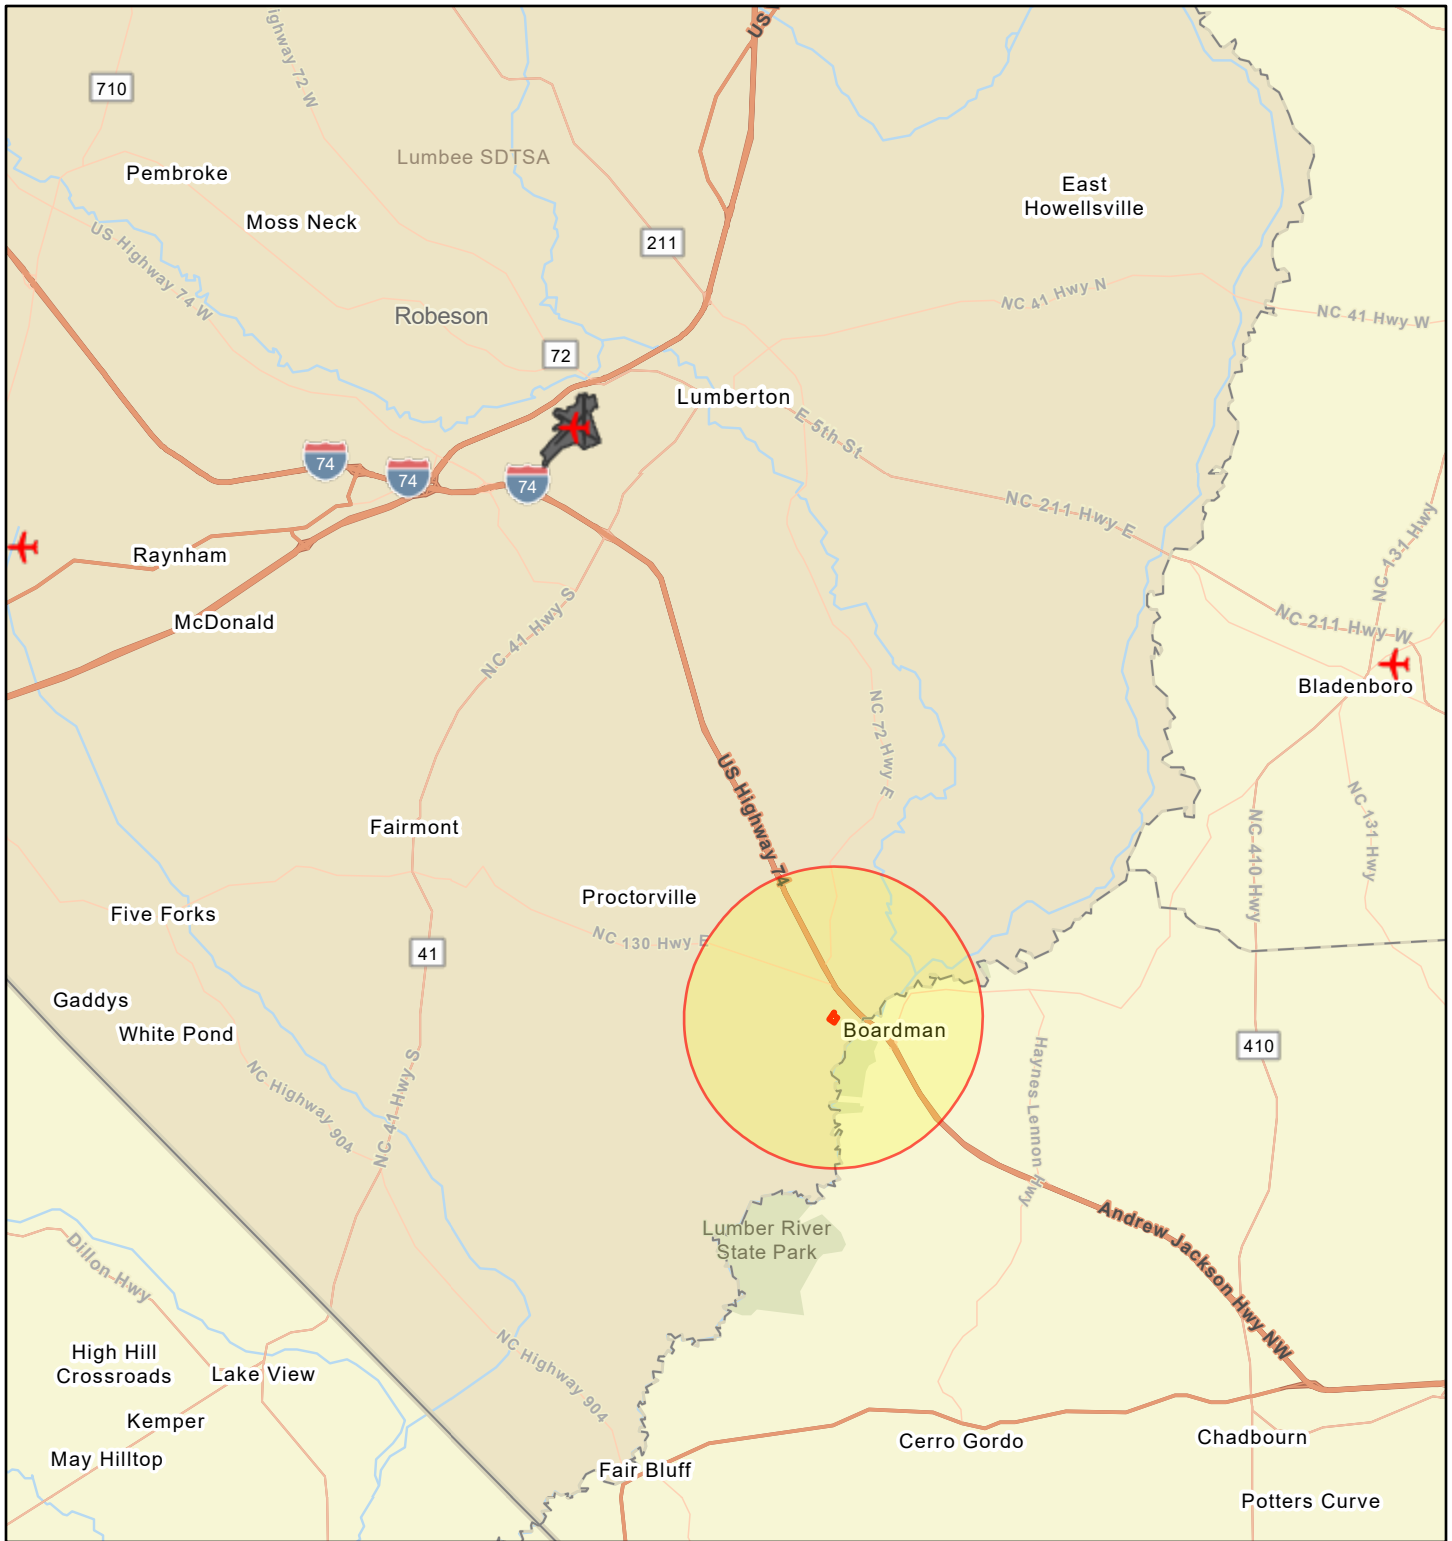 US
ighway 72 W
710
Lumbee SDTSA
Pembroke
East
Howellsville
Moss Neck
211
US Highway 74 W
NC 41 Hwy N
Robeson
NC 41 Hwy W
72
Lumberton
E 5th St
74
74
74
NC 211 Hwy E
NC 131 Hwy
Raynham
McDonald
NC 41 Hwy S
NC 211 Hwy W
Bladenboro
NC 72 Hwy E
US Highway 74
NC 131 Hwy
NC 410 Hwy
Fairmont
Proctorville
Five Forks
NC 130 Hwy E
41
Gaddys
White Pond
Boardman
410
NC Highway 904
NC 41 Hwy S
Haynes Lennon Hwy
Lumber River
State Park
Andrew Jackson Hwy NW
Dillon Hwy
High Hill
Crossroads
Lake View
NC Highway 904
Kemper
Cerro Gordo
Chadbourn
May Hilltop
Fair Bluff
Potters Curve